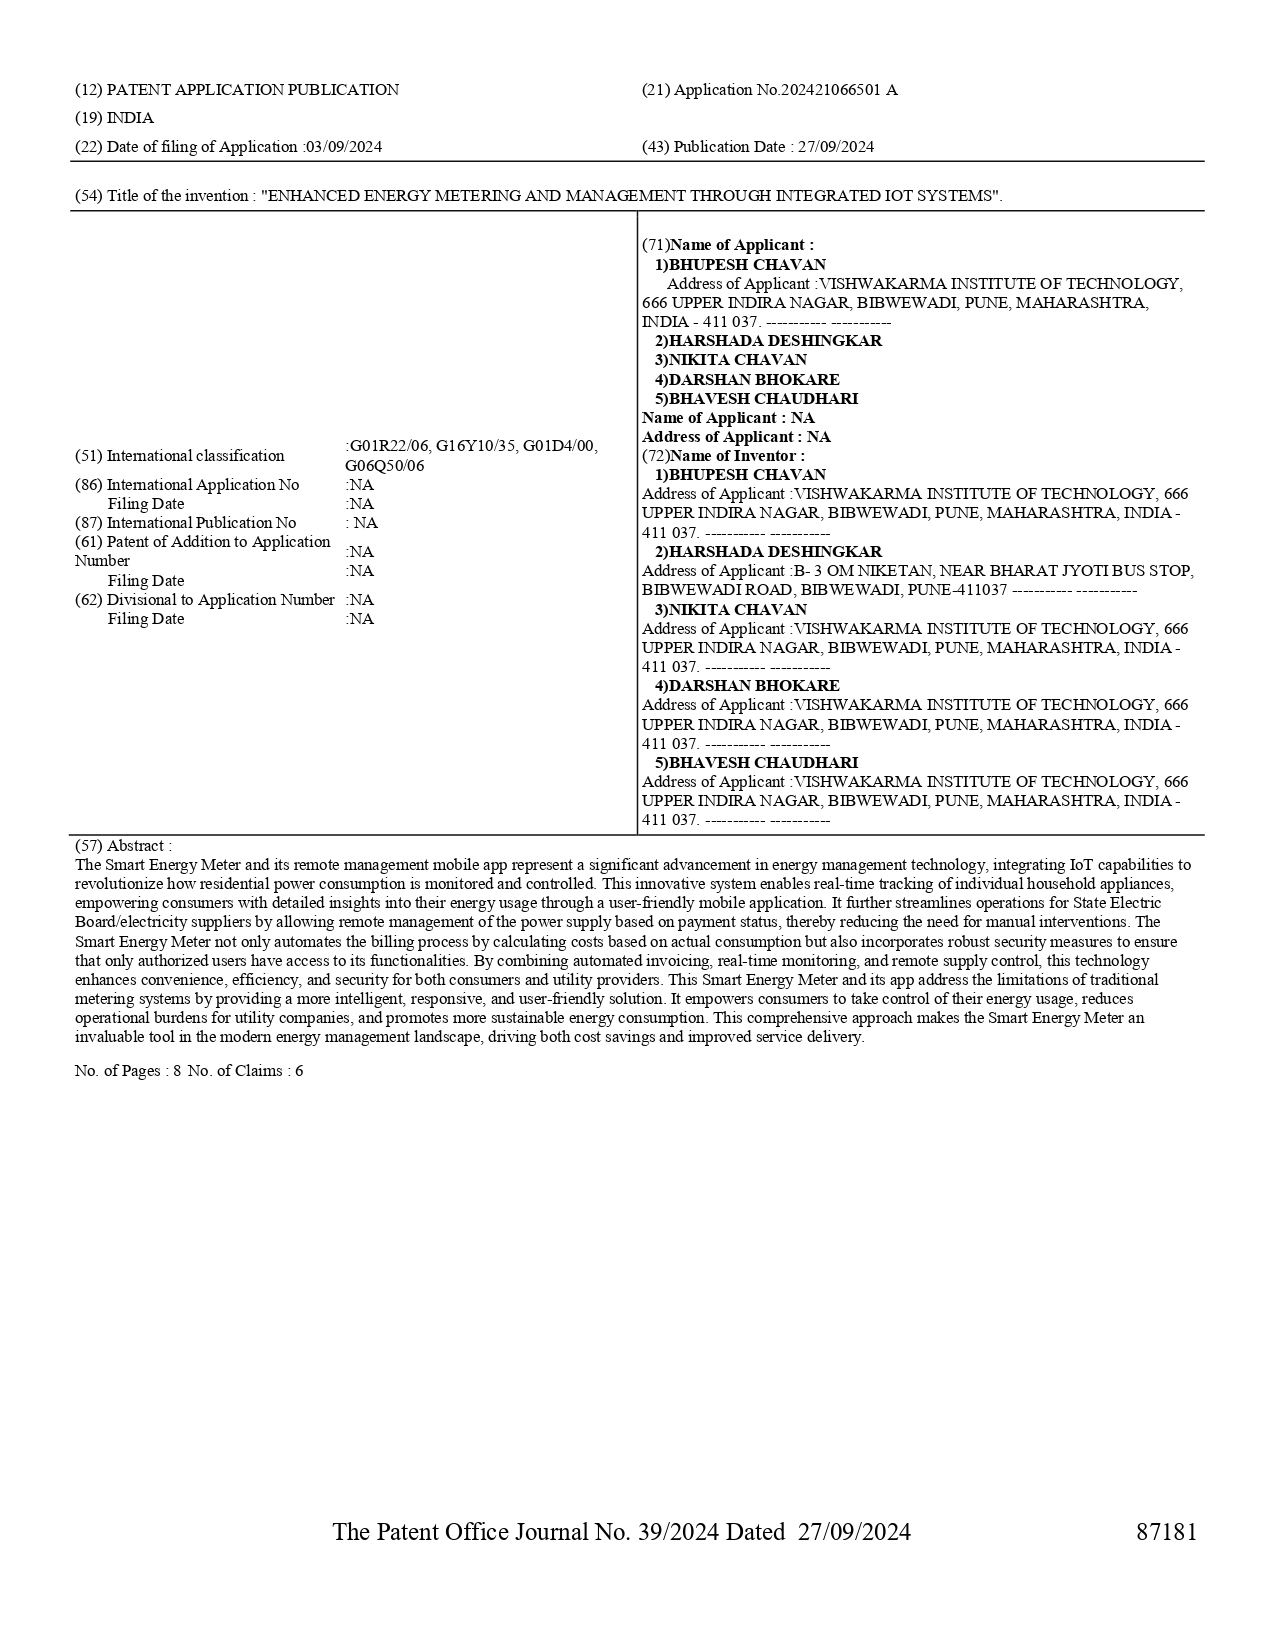 (12) PATENT APPLICATION PUBLICATION (21) Application No.202421066501 A
(19) INDIA
(22) Date of filing of Application :03/09/2024 (43) Publication Date : 27/09/2024
(54) Title of the invention : "ENHANCED ENERGY METERING AND MANAGEMENT THROUGH INTEGRATED IOT SYSTEMS".
(51) International classification :G01R22/06, G16Y10/35, G01D4/00,
G06Q50/06
(86) International Application No :NA
Filing Date :NA
(87) International Publication No : NA
(61) Patent of Addition to Application
Number :NA
Filing Date :NA
(62) Divisional to Application Number :NA
Filing Date :NA
(71)Name of Applicant :
1)BHUPESH CHAVAN
Address of Applicant :VISHWAKARMA INSTITUTE OF TECHNOLOGY,
666 UPPER INDIRA NAGAR, BIBWEWADI, PUNE, MAHARASHTRA,
INDIA - 411 037. ----------- -----------
2)HARSHADA DESHINGKAR
3)NIKITA CHAVAN
4)DARSHAN BHOKARE
5)BHAVESH CHAUDHARI
Name of Applicant : NA
Address of Applicant : NA
(72)Name of Inventor :
1)BHUPESH CHAVAN
Address of Applicant :VISHWAKARMA INSTITUTE OF TECHNOLOGY, 666
UPPER INDIRA NAGAR, BIBWEWADI, PUNE, MAHARASHTRA, INDIA -
411 037. ----------- -----------
2)HARSHADA DESHINGKAR
Address of Applicant :B- 3 OM NIKETAN, NEAR BHARAT JYOTI BUS STOP,
BIBWEWADI ROAD, BIBWEWADI, PUNE-411037 ----------- -----------
3)NIKITA CHAVAN
Address of Applicant :VISHWAKARMA INSTITUTE OF TECHNOLOGY, 666
UPPER INDIRA NAGAR, BIBWEWADI, PUNE, MAHARASHTRA, INDIA -
411 037. ----------- -----------
4)DARSHAN BHOKARE
Address of Applicant :VISHWAKARMA INSTITUTE OF TECHNOLOGY, 666
UPPER INDIRA NAGAR, BIBWEWADI, PUNE, MAHARASHTRA, INDIA -
411 037. ----------- -----------
5)BHAVESH CHAUDHARI
Address of Applicant :VISHWAKARMA INSTITUTE OF TECHNOLOGY, 666
UPPER INDIRA NAGAR, BIBWEWADI, PUNE, MAHARASHTRA, INDIA -
411 037. ----------- -----------
(57) Abstract :
The Smart Energy Meter and its remote management mobile app represent a significant advancement in energy management technology, integrating IoT capabilities to
revolutionize how residential power consumption is monitored and controlled. This innovative system enables real-time tracking of individual household appliances,
empowering consumers with detailed insights into their energy usage through a user-friendly mobile application. It further streamlines operations for State Electric
Board/electricity suppliers by allowing remote management of the power supply based on payment status, thereby reducing the need for manual interventions. The
Smart Energy Meter not only automates the billing process by calculating costs based on actual consumption but also incorporates robust security measures to ensure
that only authorized users have access to its functionalities. By combining automated invoicing, real-time monitoring, and remote supply control, this technology
enhances convenience, efficiency, and security for both consumers and utility providers. This Smart Energy Meter and its app address the limitations of traditional
metering systems by providing a more intelligent, responsive, and user-friendly solution. It empowers consumers to take control of their energy usage, reduces
operational burdens for utility companies, and promotes more sustainable energy consumption. This comprehensive approach makes the Smart Energy Meter an
invaluable tool in the modern energy management landscape, driving both cost savings and improved service delivery.
No. of Pages : 8 No. of Claims : 6
The Patent Office Journal No. 39/2024 Dated 27/09/2024 87181